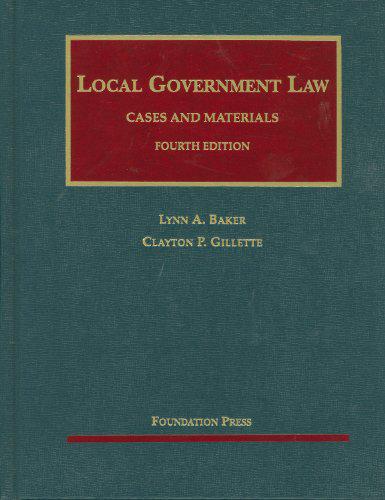 LOCAL GOVERNMENT LAW
CASES AND MATERIALS
FOURTH EDITION
LYNN A. BAKER
CLAYTON P. GILLETTE
FOUNDATION PRESS